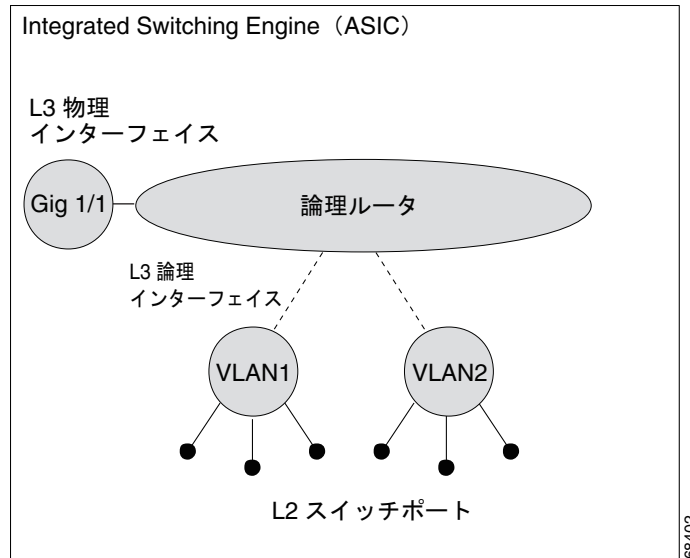 Integrated Switching Engine（ASIC）
L3 物理
インターフェイス
Gig 1/1
論理ルータ
L3 論理
インターフェイス
VLAN1
VLAN2
L2 スイッチポート